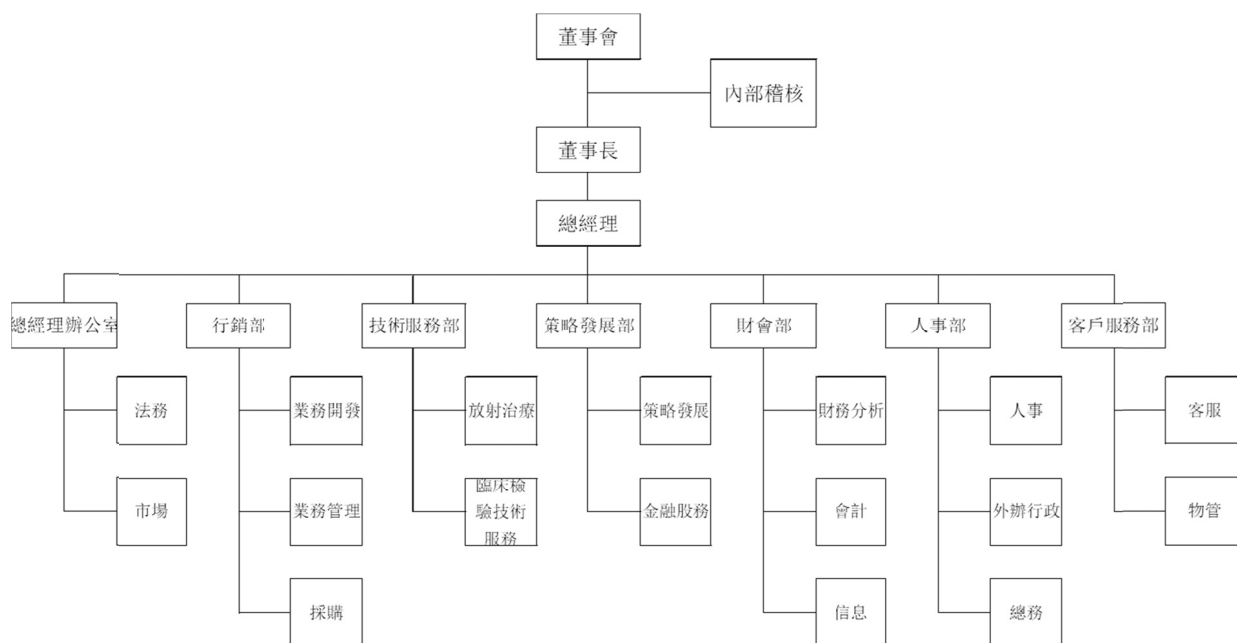 董事會
內部稽核
董事長
總經理
總經理辦公室
行銷部
技術服務部
策略發展部
財會部
人事部
客戶服務部
法務
業務開發
放射治療
策略發展
財務分析
人事
客服
市場
業務管理
臨床檢
驗技術
服務
金融股務
會計
外辦行政
物管
採購
信息
總務